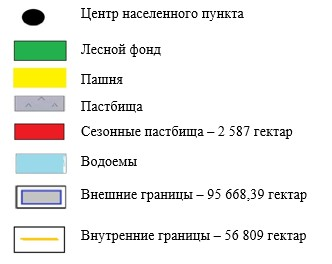 Центр населенного пункта
Лесной фонд
Пашня
Пастбища
Сезонные пастбища – 2 587 гектар
Водоемы
Внешние границы – 95 668,39 гектар
Внутренние границы – 56 809 гектар